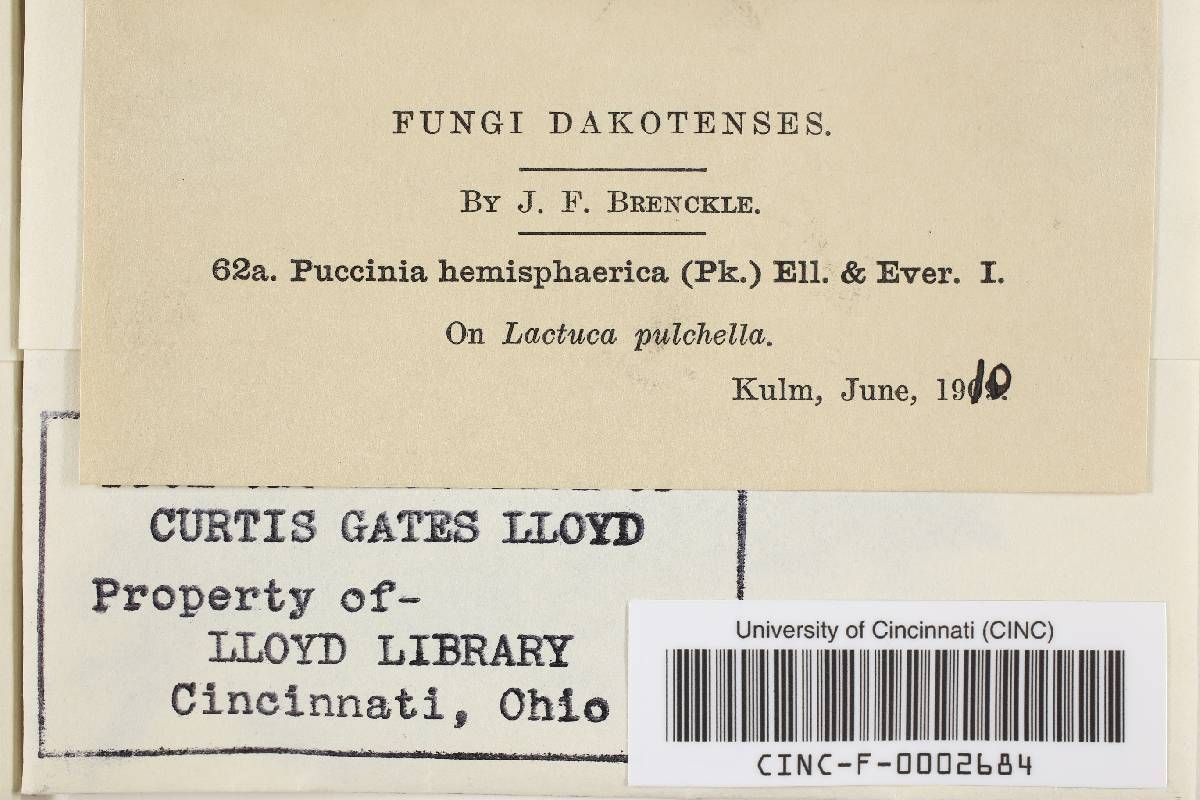 FUNGI DAKOTENSES.
By J. F. Brenckle.
62a. Puccinia hemisphaerica (Pk.) Ell. & Ever. I.
On Lactuca pulchella.
Kulm, June, 1910
CURTIS GATES LLOYD
Property of-
LLOYD LIBRARY
Cincinnati, Ohio
University of Cincinnati (CINC)
CINC-F-0002684